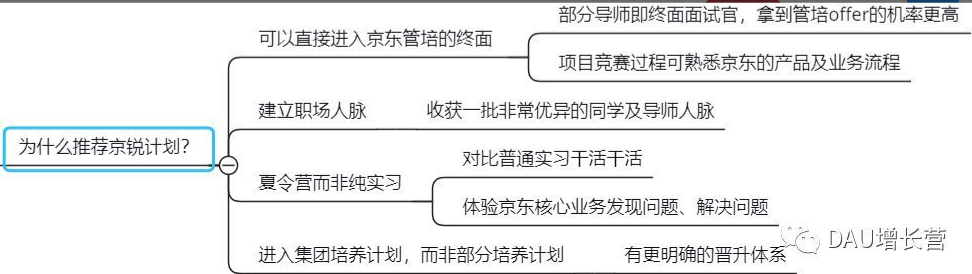 为什么推荐京锐计划？
可以直接进入京东管培的终面
部分导师即终面面试官，拿到管培offer的机率更高
项目竞赛过程可熟悉京东的产品及业务流程
建立职场人脉
收获一批非常优异的同学及导师人脉
夏令营而非纯实习
对比普通实习干活干活
体验京东核心业务发现问题、解决问题
进入集团培养计划，而非部分培养计划
有更明确的晋升体系
DAU增长营